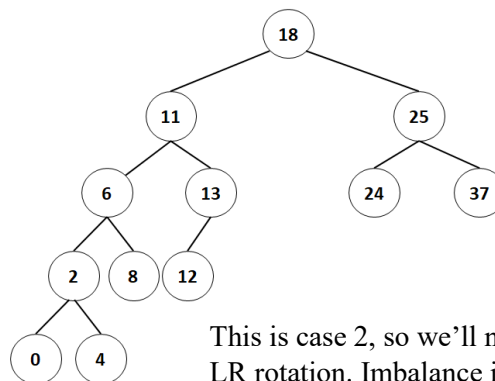 18
11 25
6 13 24 37
2 8 12
0 4
This is case 2, so we'll
LR rotation. Imbalance